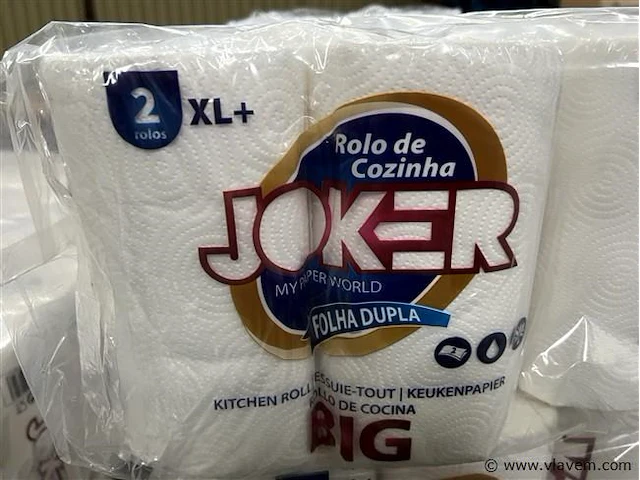 2
rolos
XL+
Rolo de
Cozinha
JOKER
MY PAPER WORLD
FOLHA DUPLA
2
KITCHEN ROLL ESSUIE-TOUT | KEUKENPAPIER
DE COCINA
BIG
© www.vlavem.com